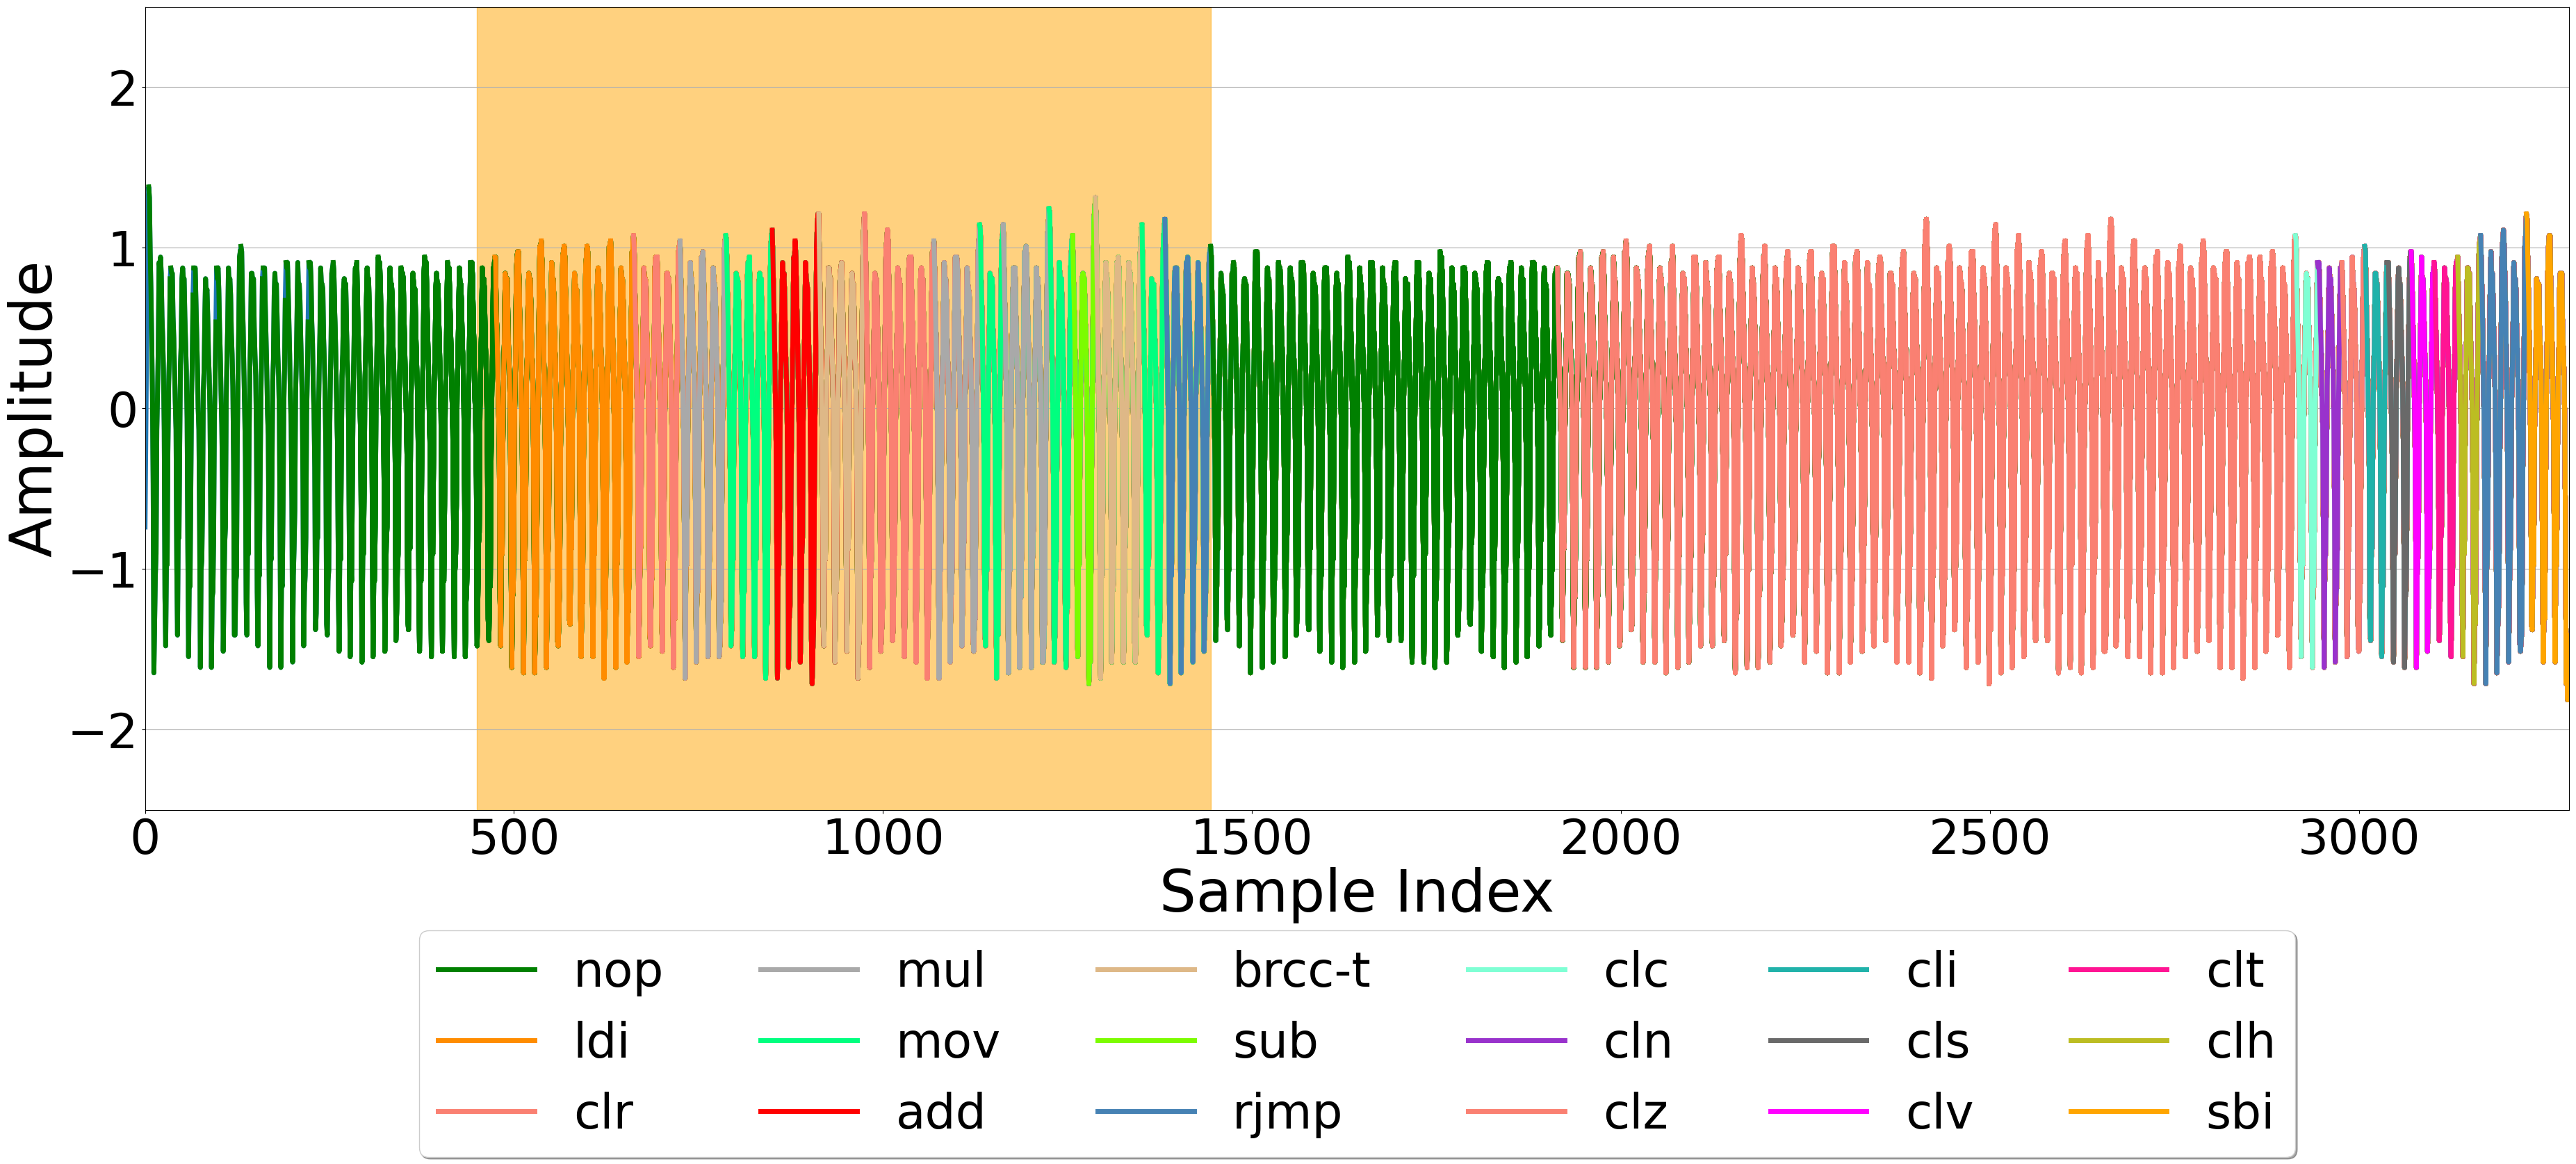 2
1
0
−1
−2
Amplitude
0 500 1000 1500 2000 2500 3000
Sample Index
nop mul brcc-t clc cli clt
ldi mov sub cln cls clh
clr add rjmp clz clv sbi